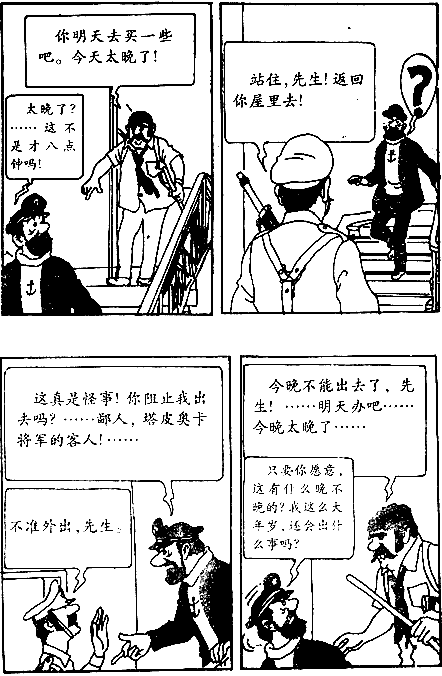 你明天去买一些
吧。今天太晚了!
太晚了?
……这不
是才八点
钟吗!
站住,先生!返回
你屋里去!
?
这真是怪事!你阻止我出
去吗?……鄙人,塔皮奥卡
将军的客人!……
不准外出,先生。
今晚不能出去了,先
生!……明天办吧……
今晚太晚了……
只要你愿意,
这有什么晚不
晚的?我这么大
年岁,还会出什
么事吗?